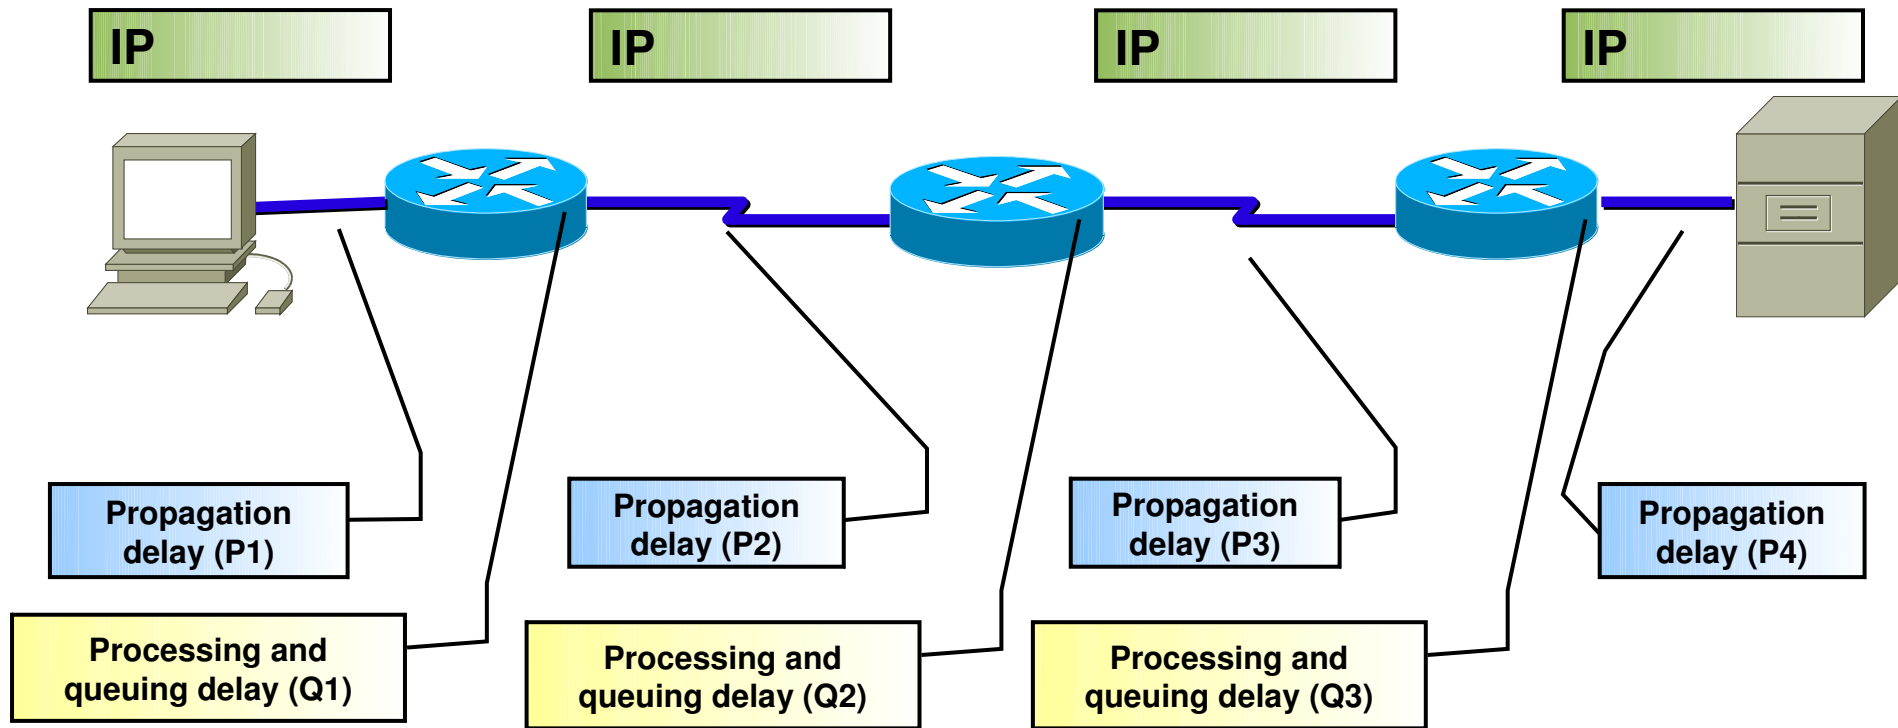 IP
IP
IP
IP
Propagation
delay (P1)
Propagation
delay (P2)
Propagation
delay (P3)
Propagation
delay (P4)
Processing and
queuing delay (Q1)
Processing and
queuing delay (Q2)
Processing and
queuing delay (Q3)